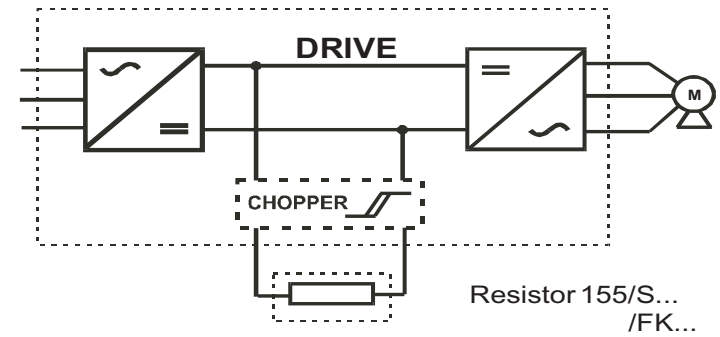 DRIVE
M
CHOPPER
Resistor 155/S...
/FK...